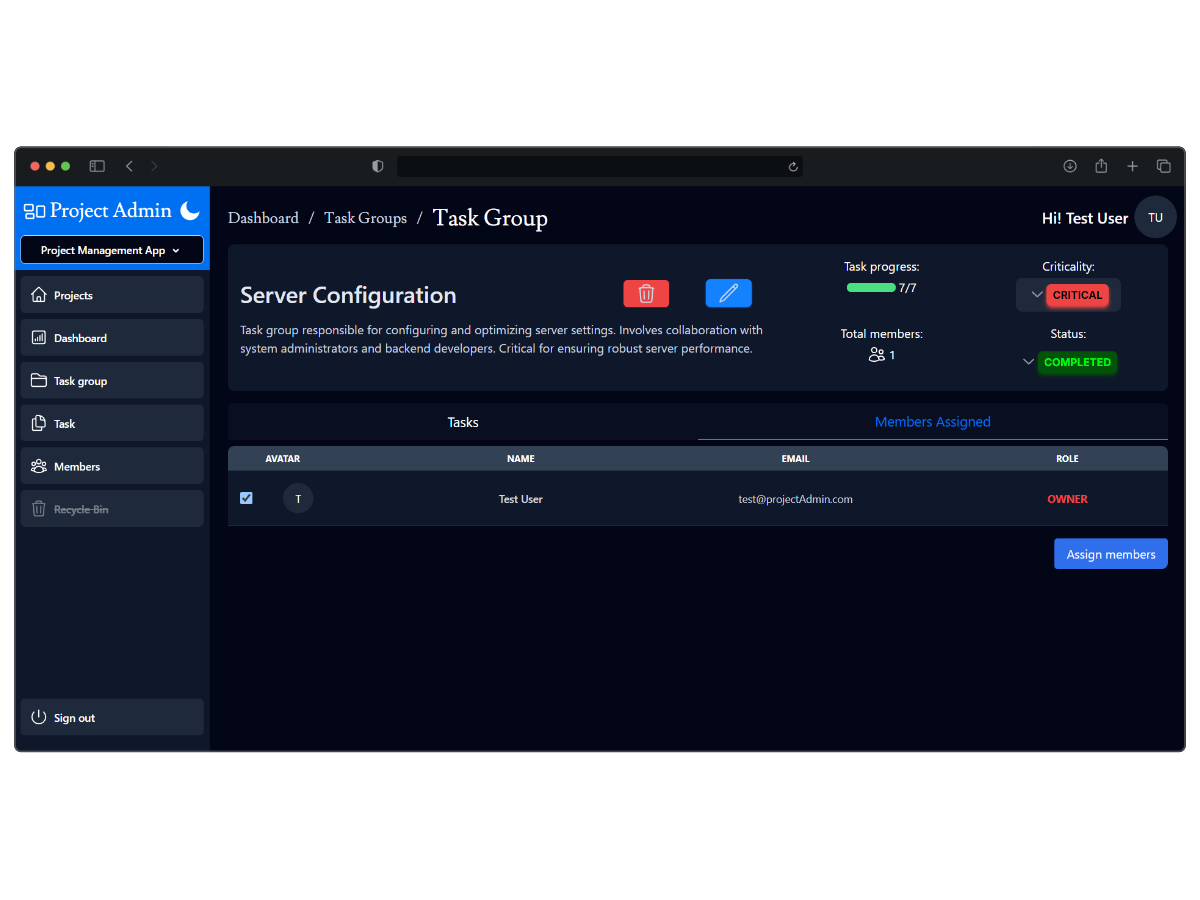 Project Admin
Project Management App
Projects
Dashboard
Task group
Task
Members
Recycle Bin
Sign out
Dashboard / Task Groups / Task Group
Hi! Test User TU
Server Configuration
Task group responsible for configuring and optimizing server settings. Involves collaboration with
system administrators and backend developers. Critical for ensuring robust server performance.
Task progress:
7/7
Total members:
1
Criticality:
CRITICAL
Status:
COMPLETED
Tasks Members Assigned
AVATAR NAME EMAIL ROLE
T Test User test@projectAdmin.com OWNER
Assign members